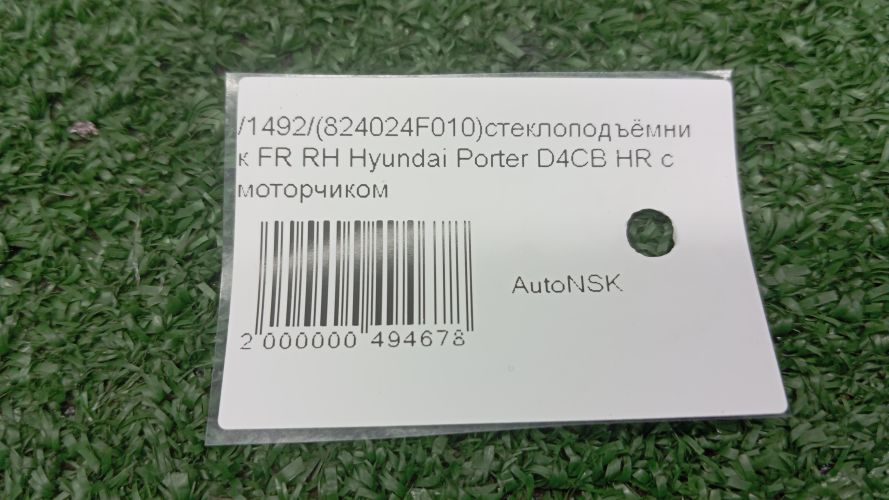 /1492/(824024F010)стеклоподъёмни
к FR RH Hyundai Porter D4CB HR с
моторчиком
AutoNSK
2 000000 494678